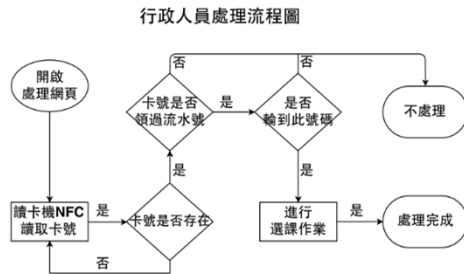 行政人員處理流程圖
開啟
處理網頁
讀卡機NFC
讀取卡號
是
卡號是否存在
否
是
卡號是否
領過流水號
否
是
是否
輪到此號碼
否
是
進行
選課作業
是
處理完成
不處理